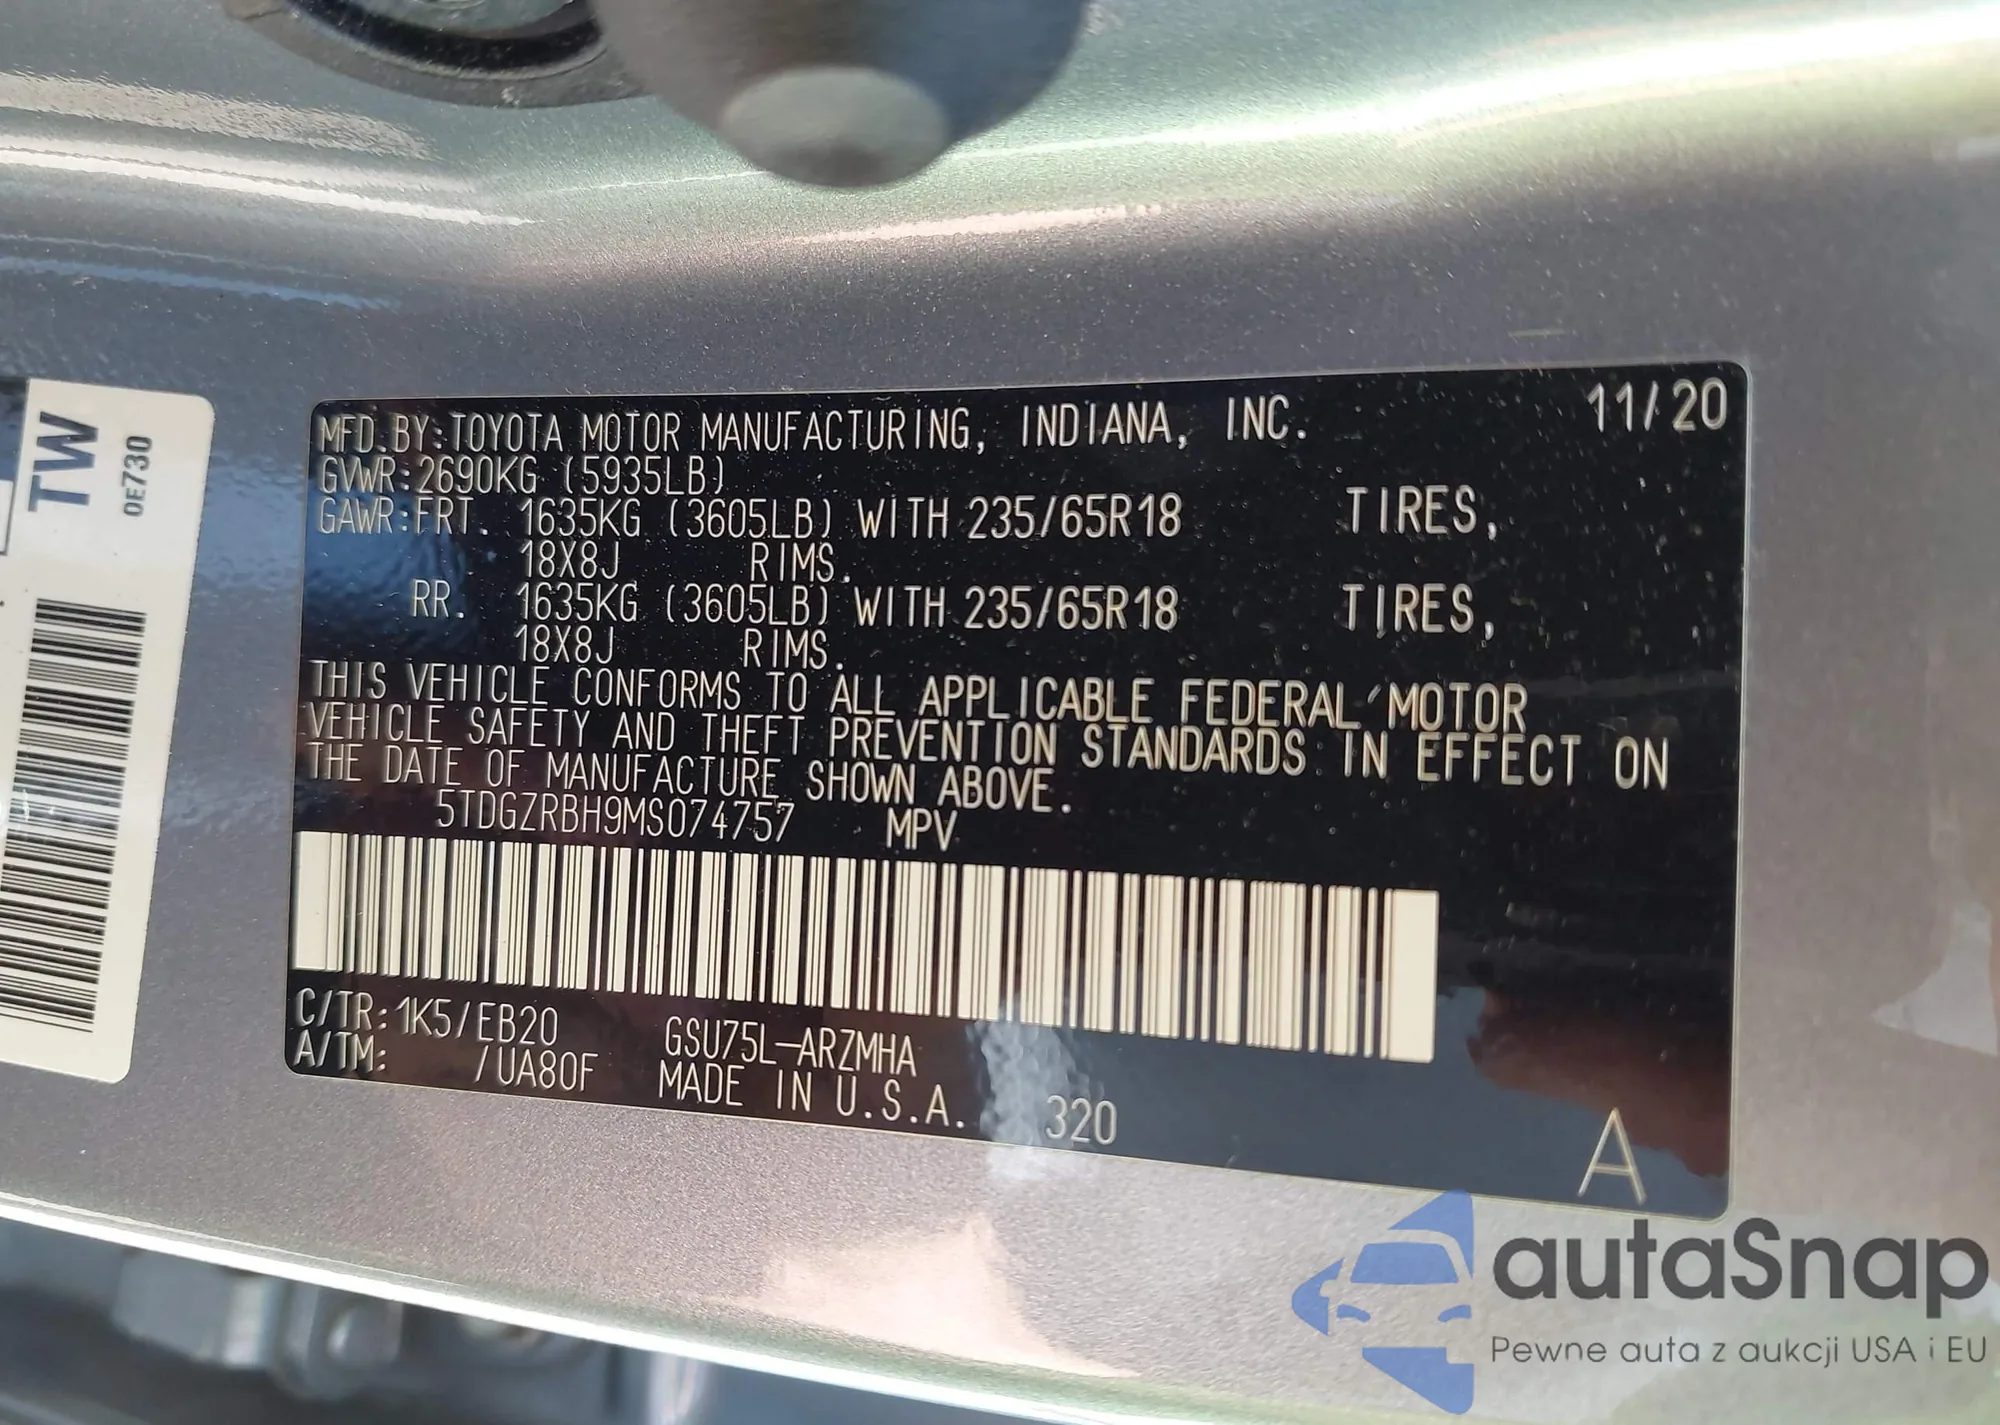 MFD.BY:TOYOTA MOTOR MANUFACTURING, INDIANA, INC. 11/20
GVWR:2690KG (5935LB)
GAWR:FRT. 1635KG (3605LB) WITH 235/65R18 TIRES,
18X8J RIMS.
RR. 1635KG (3605LB) WITH 235/65R18 TIRES,
18X8J RIMS.
THIS VEHICLE CONFORMS TO ALL APPLICABLE FEDERAL MOTOR
VEHICLE SAFETY AND THEFT PREVENTION STANDARDS IN EFFECT ON
THE DATE OF MANUFACTURE SHOWN ABOVE.
5TDGZRBH9MS074757 MPV
C/TR:1K5/EB20 GSU75L-ARZMHA
A/TM: /UA80F MADE IN U.S.A. 320
A
TW
0E730
autaSnap
Pewne auta z aukcji USA i EU